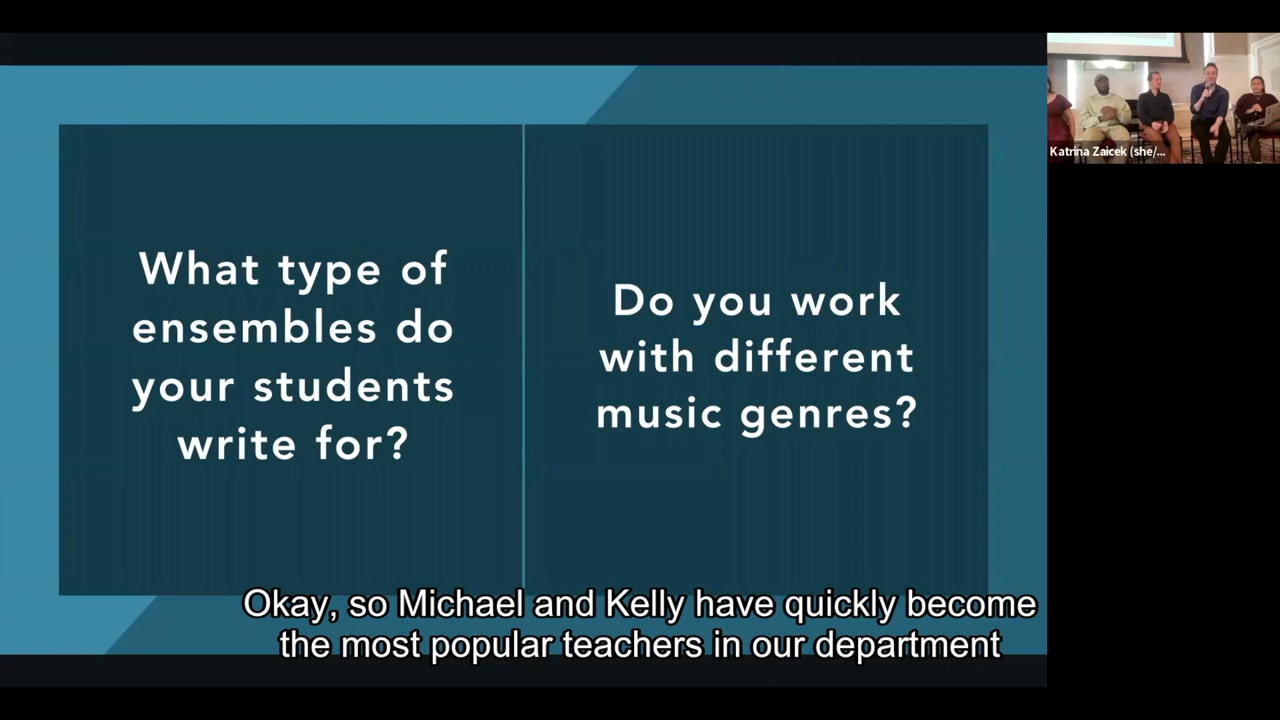 What type of
ensembles do
your students
write for?
Do you work
with different
music genres?
Katrina Zaicek (she/...
Okay, so Michael and Kelly have quickly become
the most popular teachers in our department